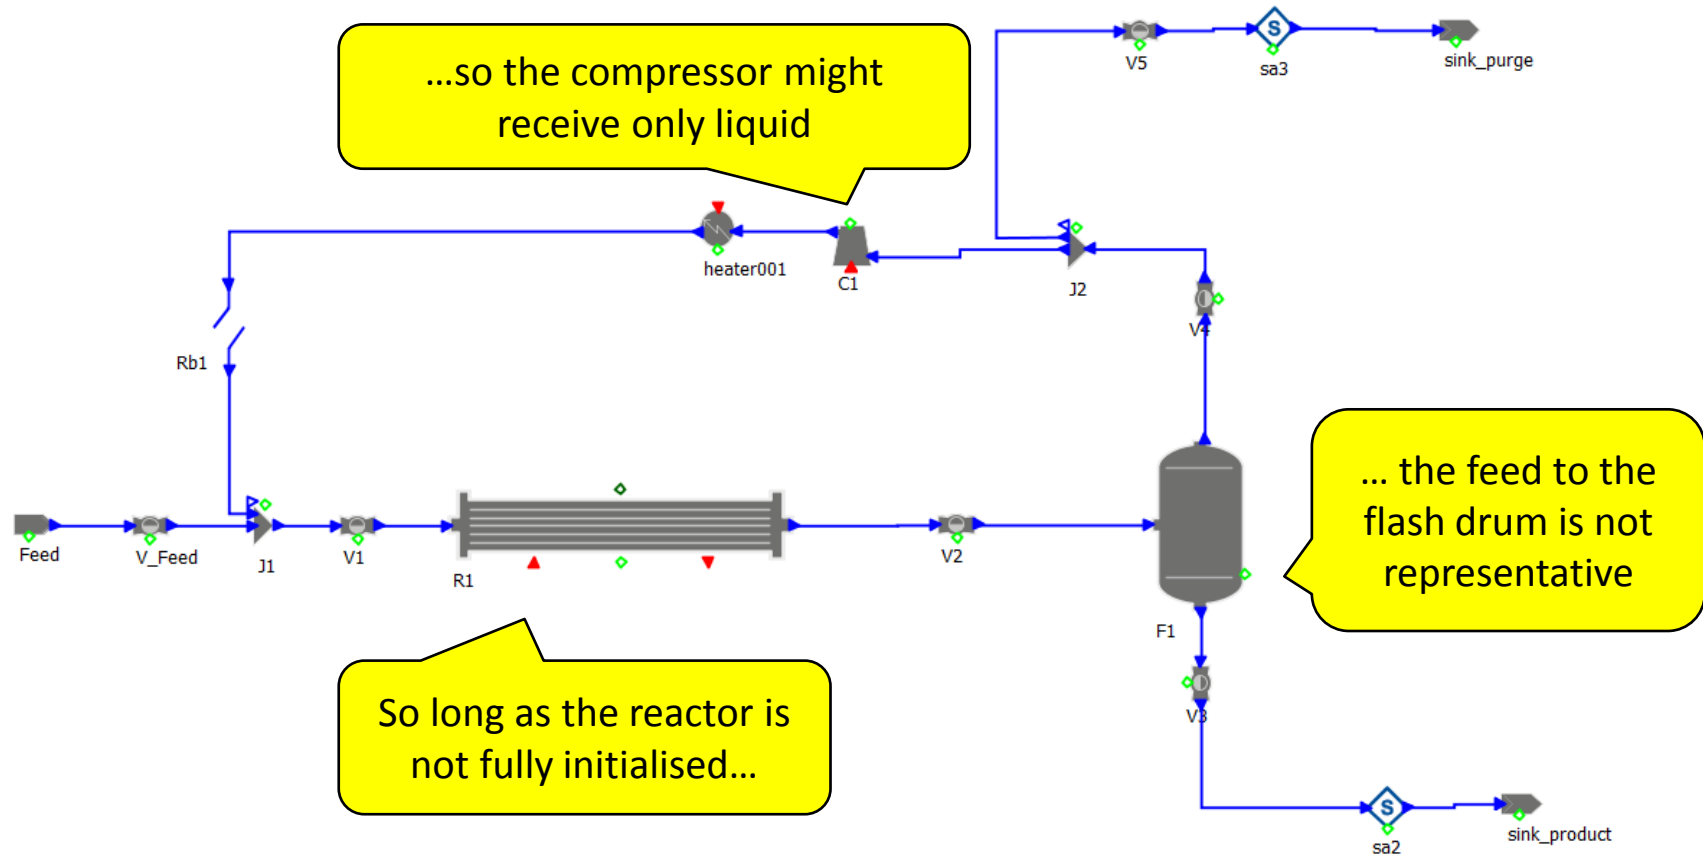 …so the compressor might
receive only liquid
V5
sa3
sink_purge
heater001
C1
J2
V4
Rb1
… the feed to the
flash drum is not
representative
Feed
V_Feed
J1
V1
R1
V2
F1
So long as the reactor is
not fully initialised…
V3
S
S
sa2
sink_product